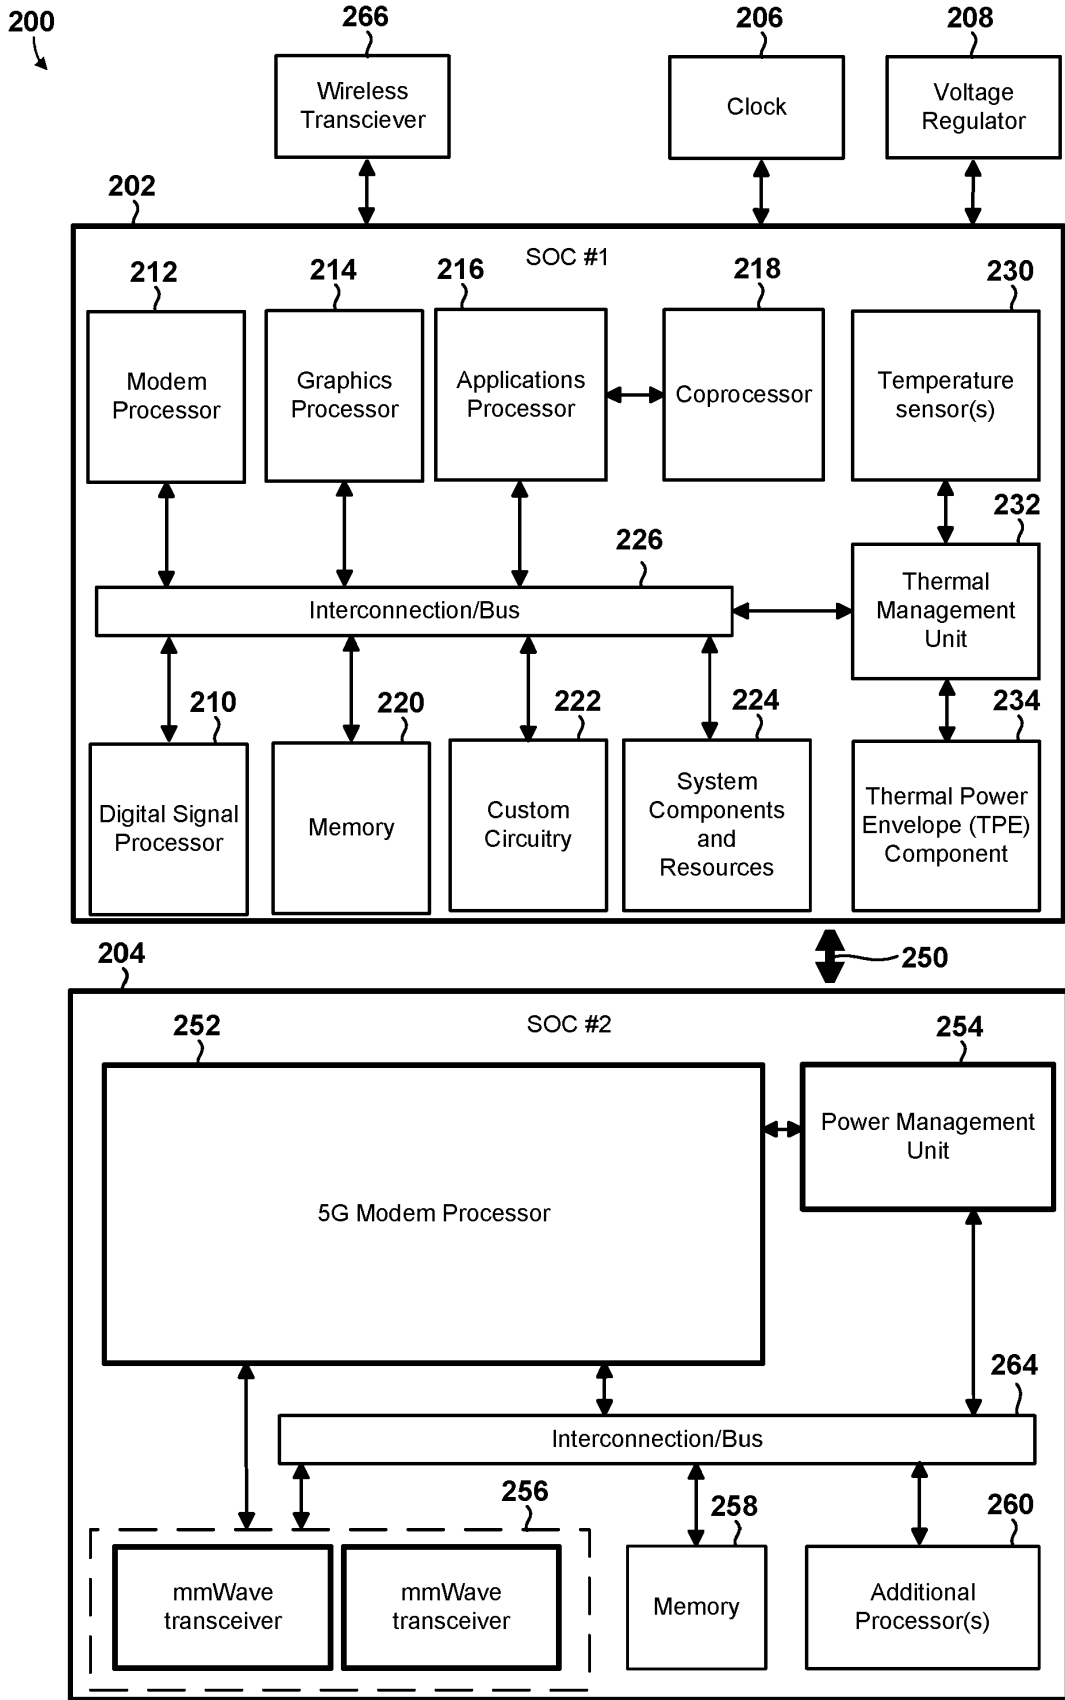 200
266
206
208
Wireless
Transciever
Clock
Voltage
Regulator
202
SOC #1
212
214
216
218
230
Modem
Processor
Graphics
Processor
Applications
Processor
Coprocessor
Temperature
sensor(s)
232
226
Interconnection/Bus
Thermal
Management
Unit
210
220
222
224
234
Digital Signal
Processor
Memory
Custom
Circuitry
System
Components
and
Resources
Thermal Power
Envelope (TPE)
Component
204
250
SOC #2
252
254
5G Modem Processor
Power Management
Unit
264
Interconnection/Bus
256
258
260
mmWave
transceiver
mmWave
transceiver
Memory
Additional
Processor(s)